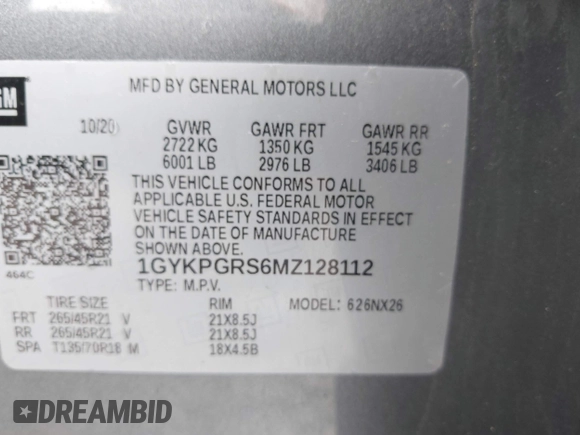 GM
MFD BY GENERAL MOTORS LLC
10/20 GVWR GAWR FRT GAWR RR
2722 KG 1350 KG 1545 KG
6001 LB 2976 LB 3406 LB
THIS VEHICLE CONFORMS TO ALL
APPLICABLE U.S. FEDERAL MOTOR
VEHICLE SAFETY STANDARDS IN EFFECT
ON THE DATE OF MANUFACTURE
464C
1GYKPGRS6MZ128112
TYPE: M.P.V.
TIRE SIZE RIM MODEL: 626NX26
FRT 265/45R21 V 21X8.5J
RR 265/45R21 V 21X8.5J
SPA T135/70R18 M 18X4.5B
DREAMBID